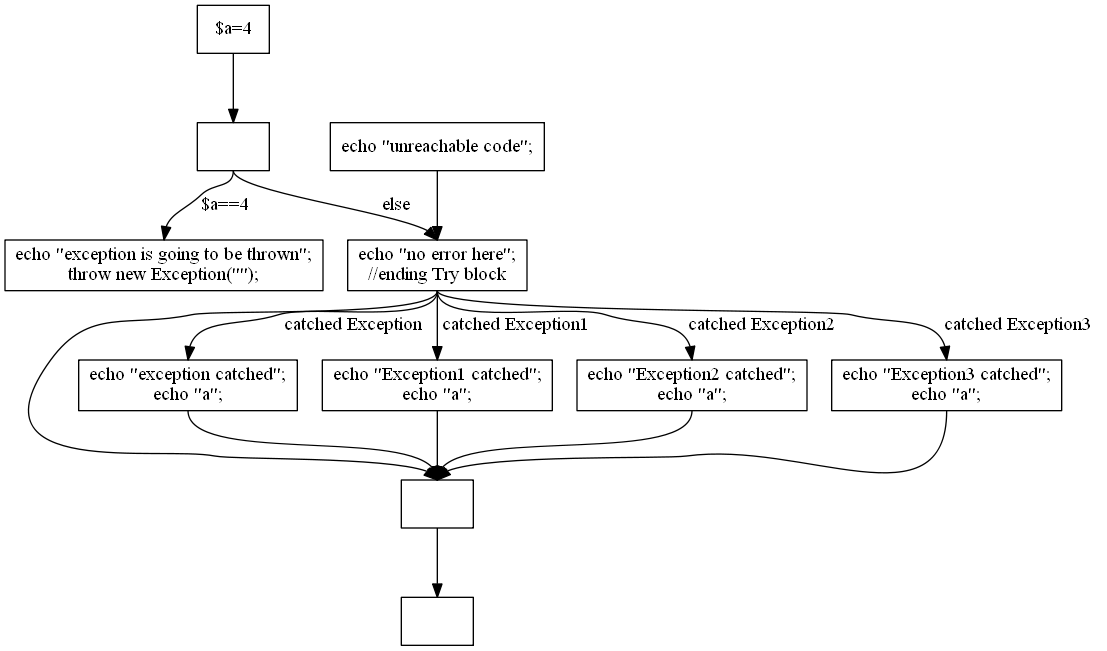 $a=4
echo "unreachable code";
$a==4
else
echo "exception is going to be thrown";
throw new Exception("");
echo "no error here";
//ending Try block
catched Exception
catched Exception1
catched Exception2
catched Exception3
echo "exception catched";
echo "a";
echo "Exception1 catched";
echo "a";
echo "Exception2 catched";
echo "a";
echo "Exception3 catched";
echo "a";